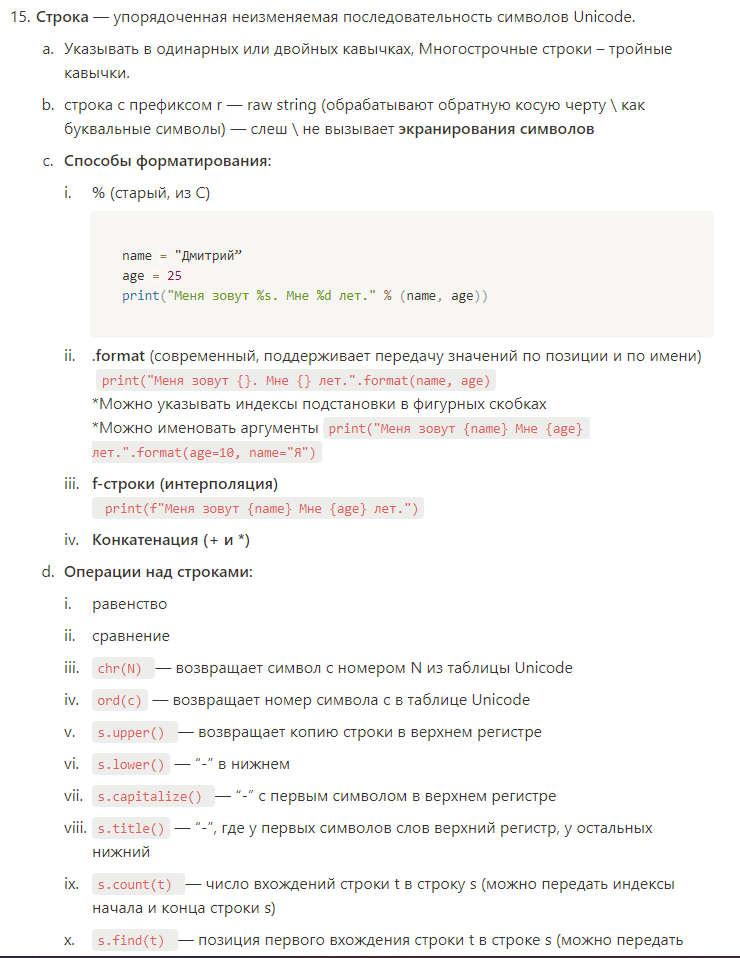 15. Строка — упорядоченная неизменяемая последовательность символов Unicode.
a. Указывать в одинарных или двойных кавычках, Многострочные строки – тройные
кавычки.
b. строка с префиксом r — raw string (обрабатывают обратную косую черту \ как
буквальные символы) — слеш \ не вызывает экранирования символов
c. Способы форматирования:
i. % (старый, из C)
name = "Дмитрий”
age = 25
print("Меня зовут %s. Мне %d лет." % (name, age))
ii. .format (современный, поддерживает передачу значений по позиции и по имени)
print("Меня зовут {}. Мне {} лет.".format(name, age)
*Можно указывать индексы подстановки в фигурных скобках
*Можно именовать аргументы print("Меня зовут {name} Мне {age}
лет.".format(age=10, name="Я")
iii. f-строки (интерполяция)
print(f"Меня зовут {name} Мне {age} лет.")
iv. Конкатенация (+ и *)
d. Операции над строками:
i. равенство
ii. сравнение
iii. chr(N) — возвращает символ с номером N из таблицы Unicode
iv. ord(c) — возвращает номер символа c в таблице Unicode
v. s.upper() — возвращает копию строки в верхнем регистре
vi. s.lower() — “-” в нижнем
vii. s.capitalize() — “-” с первым символом в верхнем регистре
viii. s.title() — “-”, где у первых символов слов верхний регистр, у остальных
нижний
ix. s.count(t) — число вхождений строки t в строку s (можно передать индексы
начала и конца строки s)
x. s.find(t) — позиция первого вхождения строки t в строке s (можно передать